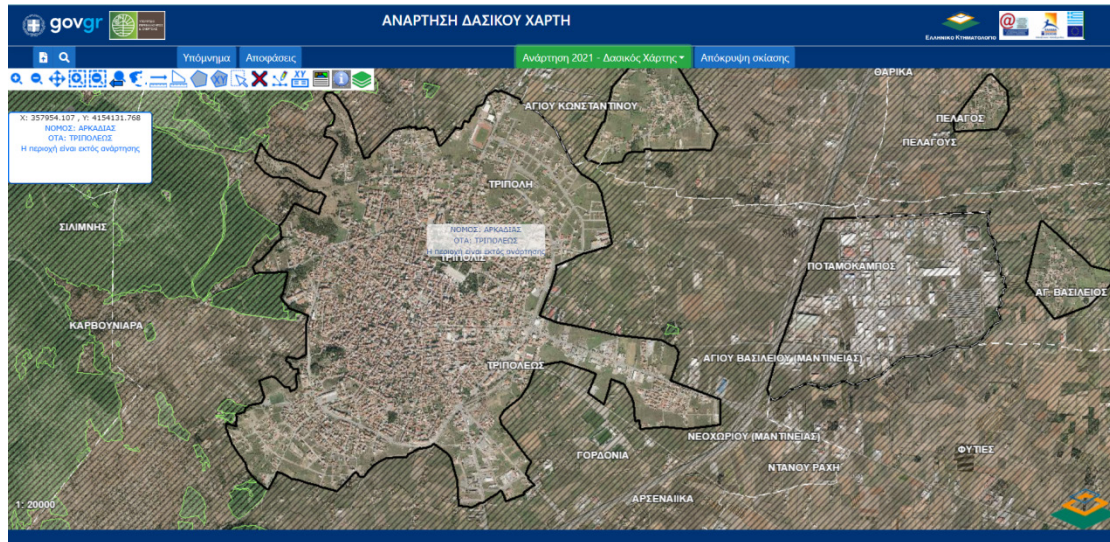 govgr
ΑΝΑΡΤΗΣΗ ΔΑΣΙΚΟΥ ΧΑΡΤΗ
ΕΛΛΗΝΙΚΟ ΚΤΗΜΑΤΟΛΟΓΙΟ
Υπόμνημα
Αποφάσεις
Ανάρτηση 2021 - Δασικός Χάρτης
Απόκρυψη σκίασης
XY
X: 357954.107 , Y: 4154131.768
ΝΟΜΟΣ: ΑΡΚΑΔΙΑΣ
ΟΤΑ: ΤΡΙΠΟΛΕΩΣ
Η περιοχή είναι εκτός ανάρτησης
ΘΑΡΙΚΑ
ΑΓΙΟΥ ΚΩΝΣΤΑΝΤΙΝΟΥ
ΠΕΛΑΓΟΣ
ΠΕΛΑΓΟΥΣ
ΤΡΙΠΟΛΗ
ΣΙΛΙΜΝΗΣ
ΝΟΜΟΣ: ΑΡΚΑΔΙΑΣ
ΟΤΑ: ΤΡΙΠΟΛΕΩΣ
Η περιοχή είναι εκτός ανάρτησης
ΤΡΙΠΟΛΙΣ
ΠΟΤΑΜΟΚΑΜΠΟΣ
ΑΓ. ΒΑΣΙΛΕΙΟΣ
ΚΑΡΒΟΥΝΙΑΡΑ
ΑΓΙΟΥ ΒΑΣΙΛΕΙΟΥ (ΜΑΝΤΙΝΕΙΑΣ)
ΤΡΙΠΟΛΕΩΣ
ΝΕΟΧΩΡΙΟΥ (ΜΑΝΤΙΝΕΙΑΣ)
ΓΟΡΔΟΝΙΑ
ΦΥΤΙΕΣ
ΝΤΑΝΟΥ ΡΑΧΗ
ΑΡΣΕΝΑΙΙΚΑ
1: 20000